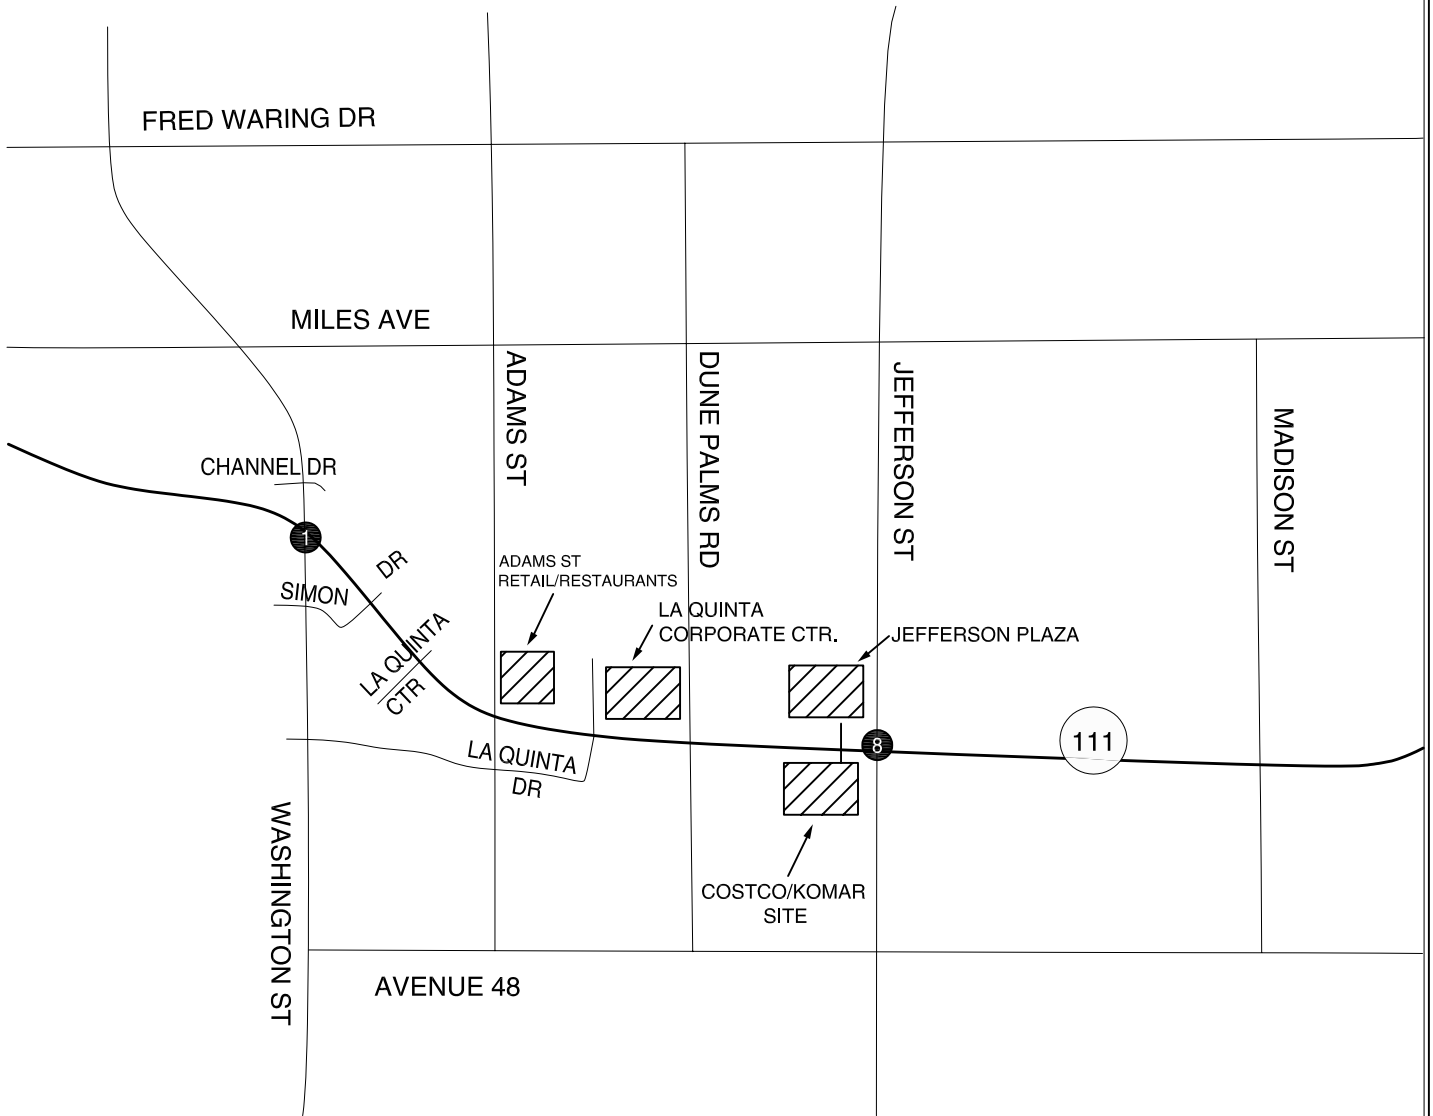 FRED WARING DR
MILES AVE
ADAMS ST
DUNE PALMS RD
JEFFERSON ST
MADISON ST
CHANNEL DR
1
SIMON DR
ADAMS ST
RETAIL/RESTAURANTS
LA QUINTA
CORPORATE CTR.
JEFFERSON PLAZA
LA QUINTA
CTR
8
111
LA QUINTA
DR
WASHINGTON ST
COSTCO/KOMAR
SITE
AVENUE 48